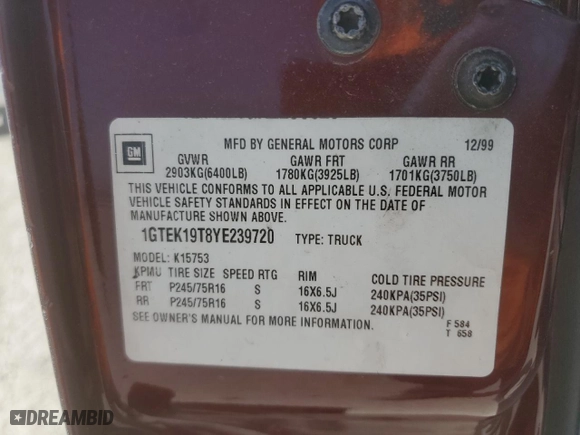 GM
MFD BY GENERAL MOTORS CORP 12/99
GVWR GAWR FRT GAWR RR
2903KG(6400LB) 1780KG(3925LB) 1701KG(3750LB)
THIS VEHICLE CONFORMS TO ALL APPLICABLE U.S. FEDERAL MOTOR
VEHICLE SAFETY STANDARDS IN EFFECT ON THE DATE OF
MANUFACTURE SHOWN ABOVE.
1GTEK19T8YE239720 TYPE: TRUCK
MODEL: K15753
KPMU TIRE SIZE SPEED RTG RIM COLD TIRE PRESSURE
FRT P245/75R16 S 16X6.5J 240KPA(35PSI)
RR P245/75R16 S 16X6.5J 240KPA(35PSI)
SEE OWNER'S MANUAL FOR MORE INFORMATION.
F 584
T 658
DREAMBID